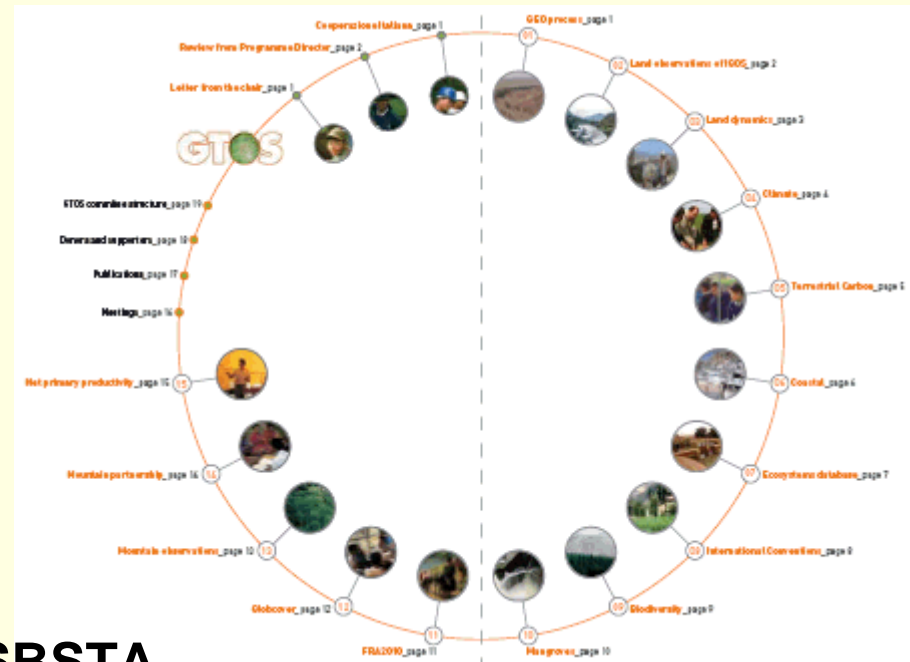 Cooperazione Italiana_page 1
Review from Programme Director_page 2
Letter from the chair_page 1
GTOS
GTOS committee structure_page 19
Donors and supporters_page 18
Publications_page 17
Meetings_page 16
Net primary productivity_page 15
15
Mountain partnership_page 14
14
Mountain observations_page 13
13
Globcover_page 12
12
FRA2010_page 11
11
GEO process_page 1
01
02
Land observations of IGOS_page 2
03
Land dynamics_page 3
04
Climate_page 4
05
Terrestrial Carbon_page 5
06
Coastal_page 6
07
Ecosystems database_page 7
08
International Conventions_page 8
09
Biodiversity_page 9
10
Mangroves_page 10
SBSTA